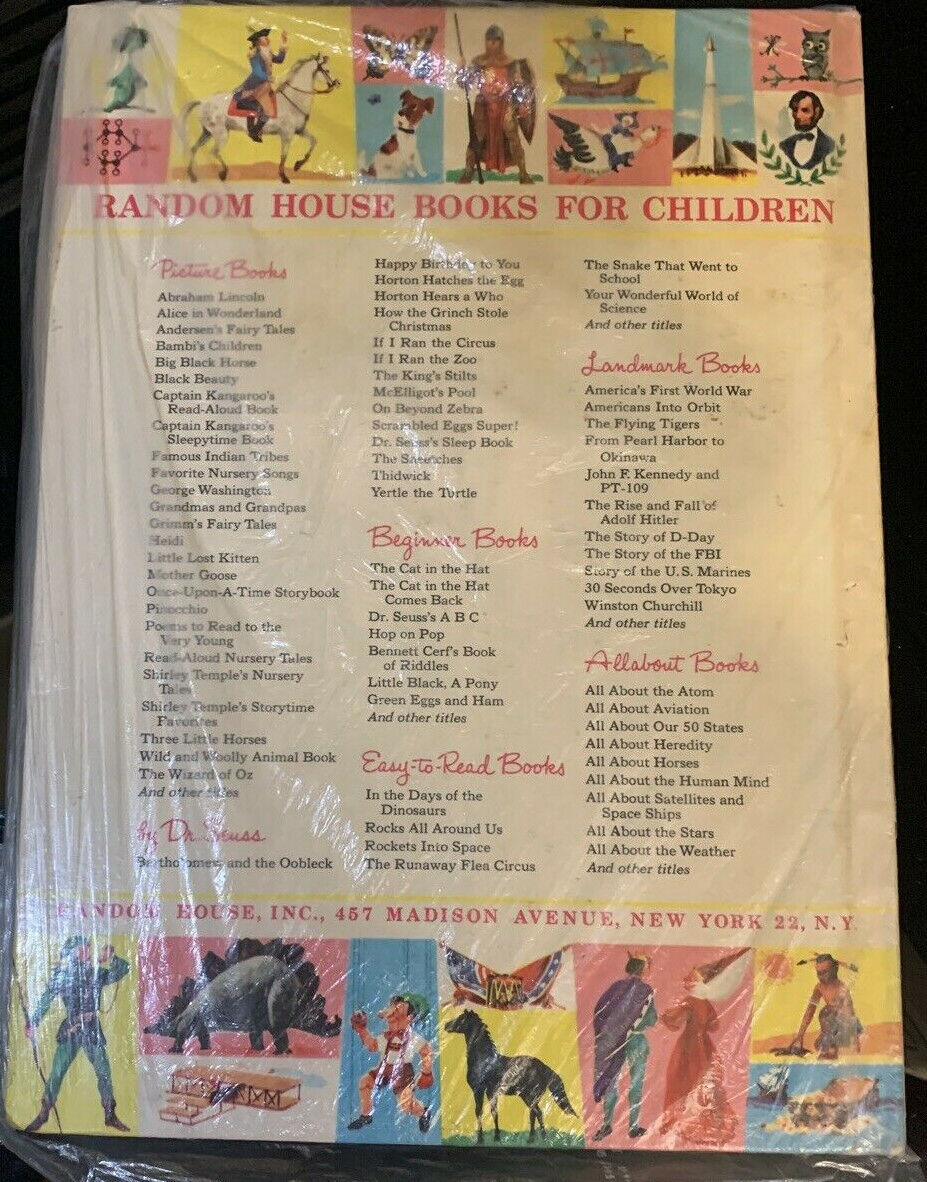 RANDOM HOUSE BOOKS FOR CHILDREN
Picture Books
Abraham Lincoln
Alice in Wonderland
Andersen's Fairy Tales
Bambi's Children
Big Black Horse
Black Beauty
Captain Kangaroo's
Read-Aloud Book
Captain Kangaroo's
Sleepytime Book
Famous Indian Tribes
Favorite Nursery Songs
George Washington
Grandmas and Grandpas
Grimm's Fairy Tales
Heidi
Little Lost Kitten
Mother Goose
Once-Upon-A-Time Storybook
Pinocchio
Poems to Read to the
Very Young
Read-Aloud Nursery Tales
Shirley Temple's Nursery
Tales
Shirley Temple's Storytime
Favorites
Three Little Horses
Wild and Woolly Animal Book
The Wizard of Oz
And other titles
by Dr. Seuss
Bartholomew and the Oobleck
Happy Birthday to You
Horton Hatches the Egg
Horton Hears a Who
How the Grinch Stole
Christmas
If I Ran the Circus
If I Ran the Zoo
The King's Stilts
McElligot's Pool
On Beyond Zebra
Scrambled Eggs Super!
Dr. Seuss's Sleep Book
The Sneetches
Thidwick
Yertle the Turtle
Beginner Books
The Cat in the Hat
The Cat in the Hat
Comes Back
Dr. Seuss's A B C
Hop on Pop
Bennett Cerf's Book
of Riddles
Little Black, A Pony
Green Eggs and Ham
And other titles
Easy-to-Read Books
In the Days of the
Dinosaurs
Rocks All Around Us
Rockets Into Space
The Runaway Flea Circus
The Snake That Went to
School
Your Wonderful World of
Science
And other titles
Landmark Books
America's First World War
Americans Into Orbit
The Flying Tigers
From Pearl Harbor to
Okinawa
John F. Kennedy and
PT-109
The Rise and Fall of
Adolf Hitler
The Story of D-Day
The Story of the FBI
Story of the U.S. Marines
30 Seconds Over Tokyo
Winston Churchill
And other titles
Allabout Books
All About the Atom
All About Aviation
All About Our 50 States
All About Heredity
All About Horses
All About the Human Mind
All About Satellites and
Space Ships
All About the Stars
All About the Weather
And other titles
RANDOM HOUSE, INC., 457 MADISON AVENUE, NEW YORK 22, N.Y.